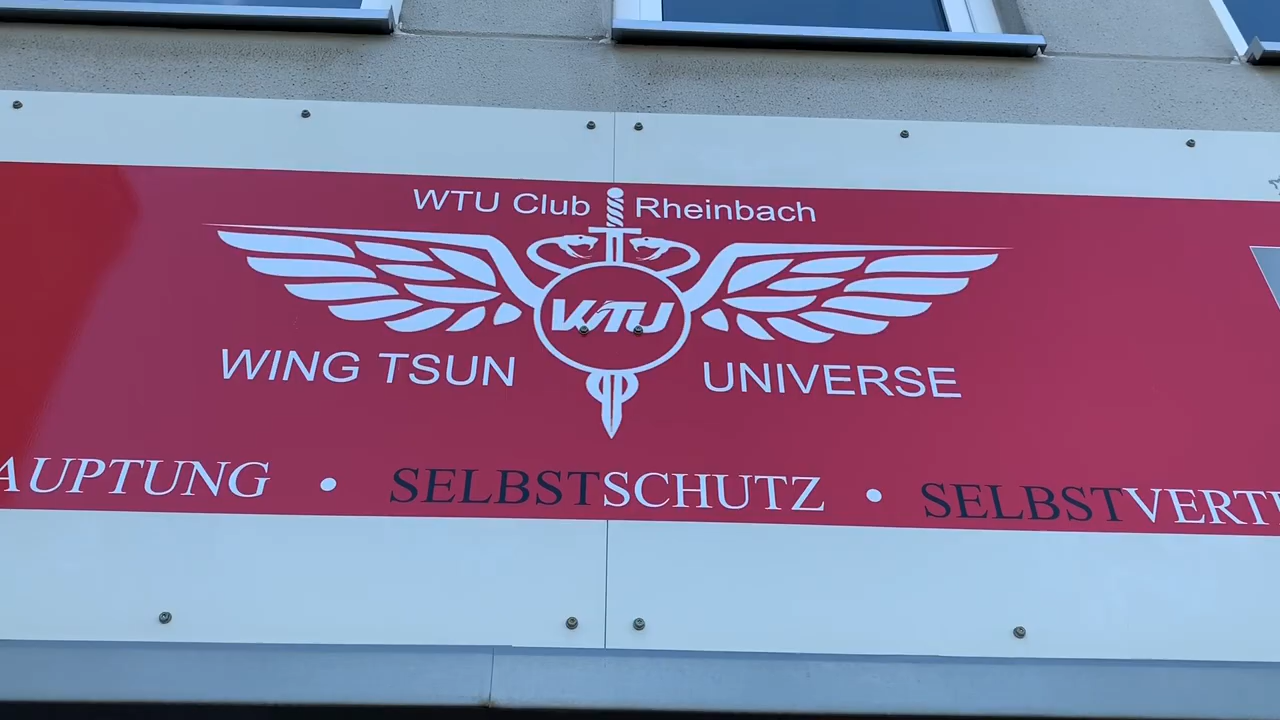 WTU Club Rheinbach
WTU
WING TSUN UNIVERSE
AUPTUNG • SELBSTSCHUTZ • SELBSTVERT